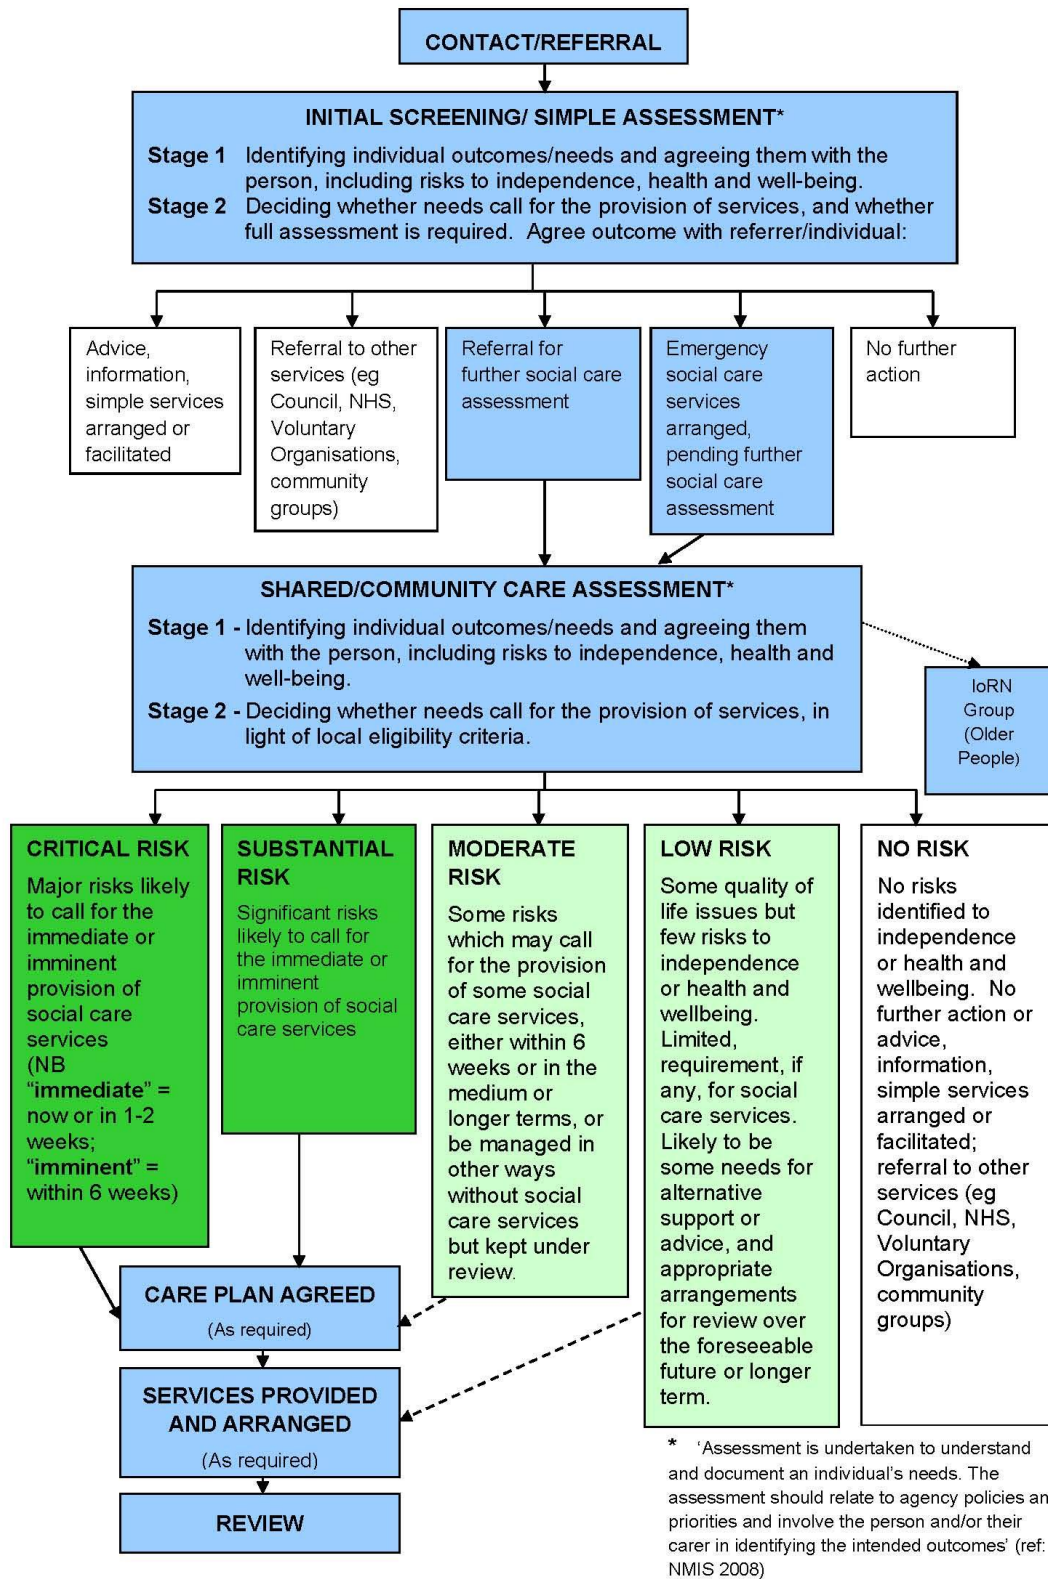 CONTACT/REFERRAL
INITIAL SCREENING/ SIMPLE ASSESSMENT*
Stage 1 Identifying individual outcomes/needs and agreeing them with the
person, including risks to independence, health and well-being.
Stage 2 Deciding whether needs call for the provision of services, and whether
full assessment is required. Agree outcome with referrer/individual:
Advice,
information,
simple services
arranged or
facilitated
Referral to other
services (eg
Council, NHS,
Voluntary
Organisations,
community
groups)
Referral for
further social care
assessment
Emergency
social care
services
arranged,
pending further
social care
assessment
No further
action
SHARED/COMMUNITY CARE ASSESSMENT*
Stage 1 - Identifying individual outcomes/needs and agreeing them
with the person, including risks to independence, health and
well-being.
Stage 2 - Deciding whether needs call for the provision of services, in
light of local eligibility criteria.
IoRN
Group
(Older
People)
CRITICAL RISK
Major risks likely
to call for the
immediate or
imminent
provision of
social care
services
(NB
“immediate” =
now or in 1-2
weeks;
“imminent” =
within 6 weeks)
SUBSTANTIAL
RISK
Significant risks
likely to call for
the immediate or
imminent
provision of social
care services
MODERATE
RISK
Some risks
which may call
for the provision
of some social
care services,
either within 6
weeks or in the
medium or
longer terms, or
be managed in
other ways
without social
care services
but kept under
review.
LOW RISK
Some quality of
life issues but
few risks to
independence
or health and
wellbeing.
Limited,
requirement, if
any, for social
care services.
Likely to be
some needs for
alternative
support or
advice, and
appropriate
arrangements
for review over
the foreseeable
future or longer
term.
NO RISK
No risks
identified to
independence
or health and
wellbeing. No
further action or
advice,
information,
simple services
arranged or
facilitated;
referral to other
services (eg
Council, NHS,
Voluntary
Organisations,
community
groups)
CARE PLAN AGREED
(As required)
SERVICES PROVIDED
AND ARRANGED
(As required)
REVIEW
* ‘Assessment is undertaken to understand
and document an individual’s needs. The
assessment should relate to agency policies an
priorities and involve the person and/or their
carer in identifying the intended outcomes’ (ref:
NMIS 2008)